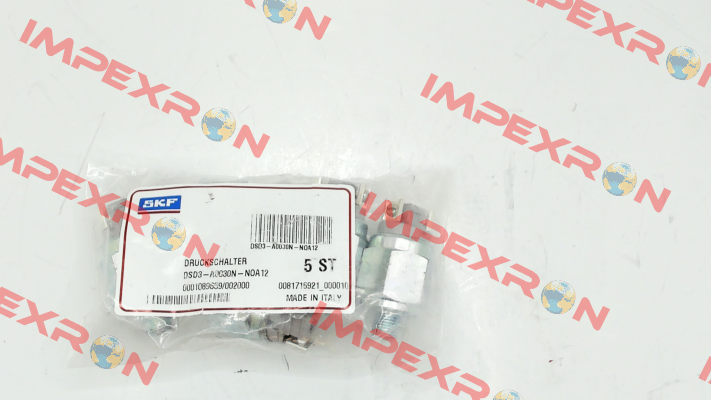 IMPEXRON
IMPEXRON
IMPEXRON
IMPEXRON
IMPEXRON
IMPEXRON
IMPEXRON
SKF
DSD3-A0030N-NOA12
DRUCKSCHALTER
DSD3-A0030N-NOA12
5 ST
0001089659/002000
0081715921_000010
MADE IN ITALY